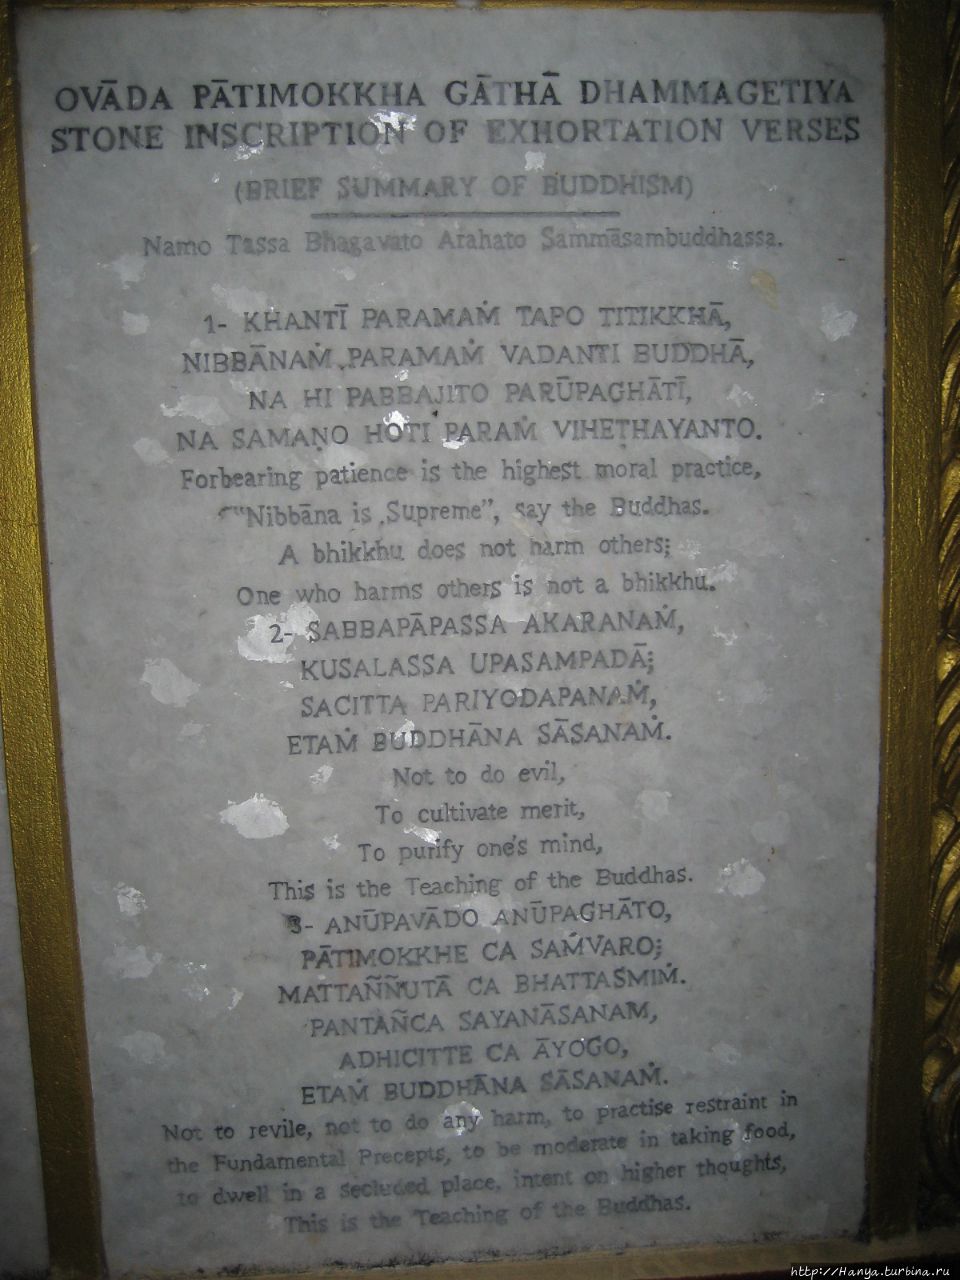 OVĀDA PĀTIMOKKHA GĀTHĀ DHAMMAGETIYA
STONE INSCRIPTION OF EXHORTATION VERSES
(BRIEF SUMMARY OF BUDDHISM)
Namo Tassa Bhagavato Arahato Sammāsambuddhassa.
1- KHANTĪ PARAMAṀ TAPO TITIKKHĀ,
NIBBĀNAṀ PARAMAṀ VADANTI BUDDHĀ,
NA HI PABBAJITO PARŪPAGHĀTĪ,
NA SAMAṆO HOTI PARAṀ VIHEṬHAYANTO.
Forbearing patience is the highest moral practice,
"Nibbāna is Supreme", say the Buddhas.
A bhikkhu does not harm others;
One who harms others is not a bhikkhu.
2- SABBAPĀPASSA AKARANAṀ,
KUSALASSA UPASAMPADĀ;
SACITTA PARIYODAPANAṀ,
ETAṀ BUDDHĀNA SĀSANAṀ.
Not to do evil,
To cultivate merit,
To purify one's mind,
This is the Teaching of the Buddhas.
3- ANŪPAVĀDO ANŪPAGHĀTO,
PĀTIMOKKHE CA SAṀVARO;
MATTAÑÑUTĀ CA BHATTASMIṀ.
PANTAÑCA SAYANĀSANAṀ,
ADHICITTE CA ĀYOGO,
ETAṀ BUDDHĀNA SĀSANAṀ.
Not to revile, not to do any harm, to practise restraint in
the Fundamental Precepts, to be moderate in taking food,
to dwell in a secluded place, intent on higher thoughts,
This is the Teaching of the Buddhas.
http://Hanya.turbina.ru